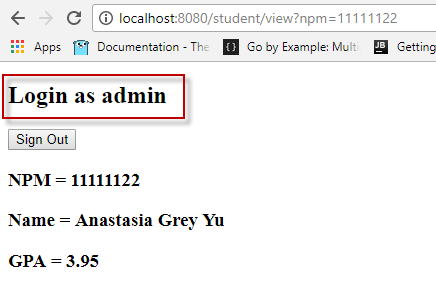 localhost:8080/student/view?npm=11111122
Apps Documentation - The Go by Example: Mult Getting
Login as admin
Sign Out
NPM = 11111122
Name = Anastasia Grey Yu
GPA = 3.95